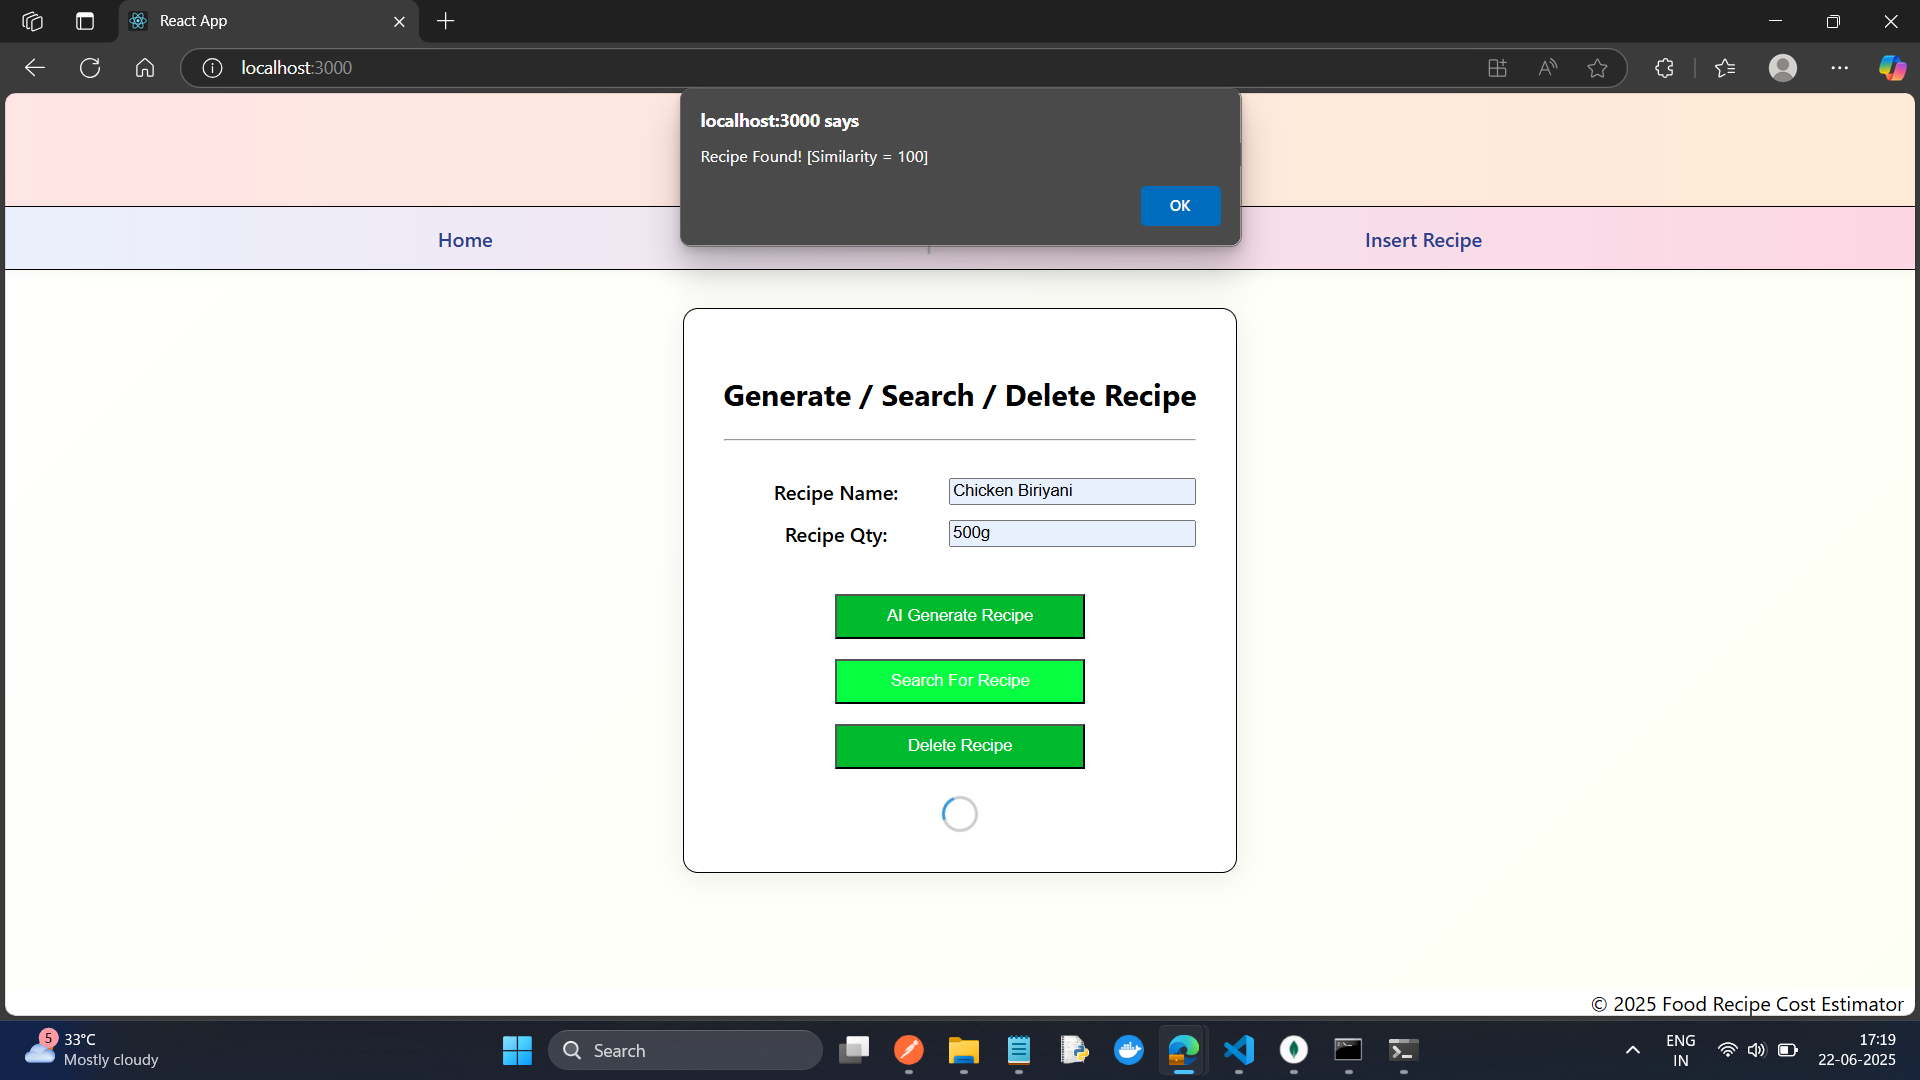 React App
localhost:3000
localhost:3000 says
Recipe Found! [Similarity = 100]
OK
Home
Insert Recipe
Generate / Search / Delete Recipe
Recipe Name:
Chicken Biriyani
Recipe Qty:
500g
AI Generate Recipe
Search For Recipe
Delete Recipe
© 2025 Food Recipe Cost Estimator
5
33°C
Mostly cloudy
Search
ENG
IN
17:19
22-06-2025